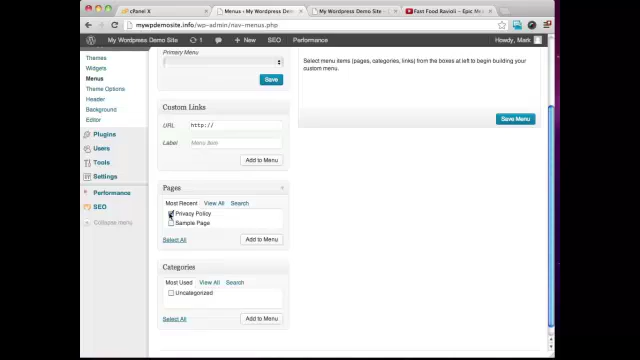 cPanel X
Menus ‹ My Wordpress Demo Site
My Wordpress Demo Site
Fast Food Ravioli - Epic Me
mywpdemosite.info/wp-admin/nav-menus.php
My Wordpress Demo Site
1
+ New
SEO
Performance
Howdy, Mark
Themes
Widgets
Menus
Theme Options
Header
Background
Editor
Plugins
Users
Tools
Settings
Performance
SEO
Collapse menu
Primary Menu
Save
Custom Links
URL
http://
Label
Menu Item
Add to Menu
Pages
Most Recent View All Search
Privacy Policy
Sample Page
Select All
Add to Menu
Categories
Most Used View All Search
Uncategorized
Select All
Add to Menu
Select menu items (pages, categories, links) from the boxes at left to begin building your
custom menu.
Save Menu